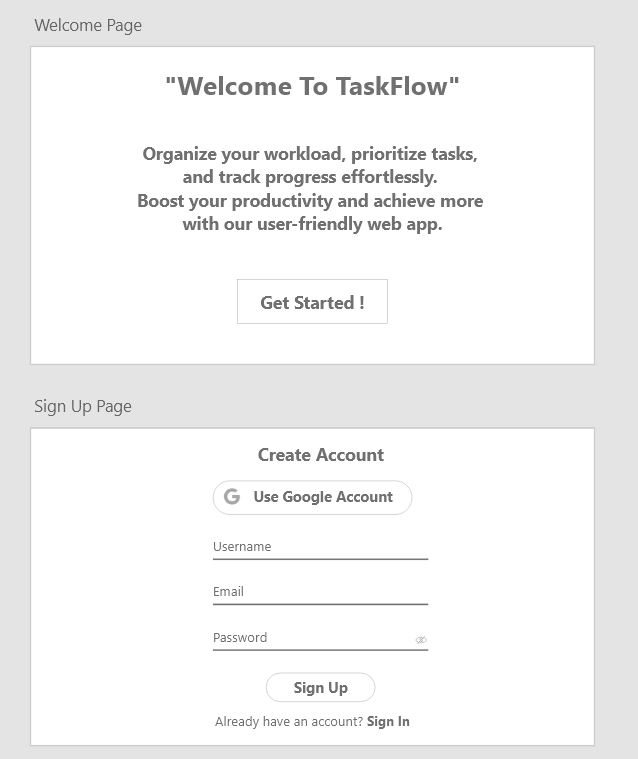 Welcome Page
"Welcome To TaskFlow"
Organize your workload, prioritize tasks,
and track progress effortlessly.
Boost your productivity and achieve more
with our user-friendly web app.
Get Started !
Sign Up Page
Create Account
G Use Google Account
Username
Email
Password
Sign Up
Already have an account? Sign In